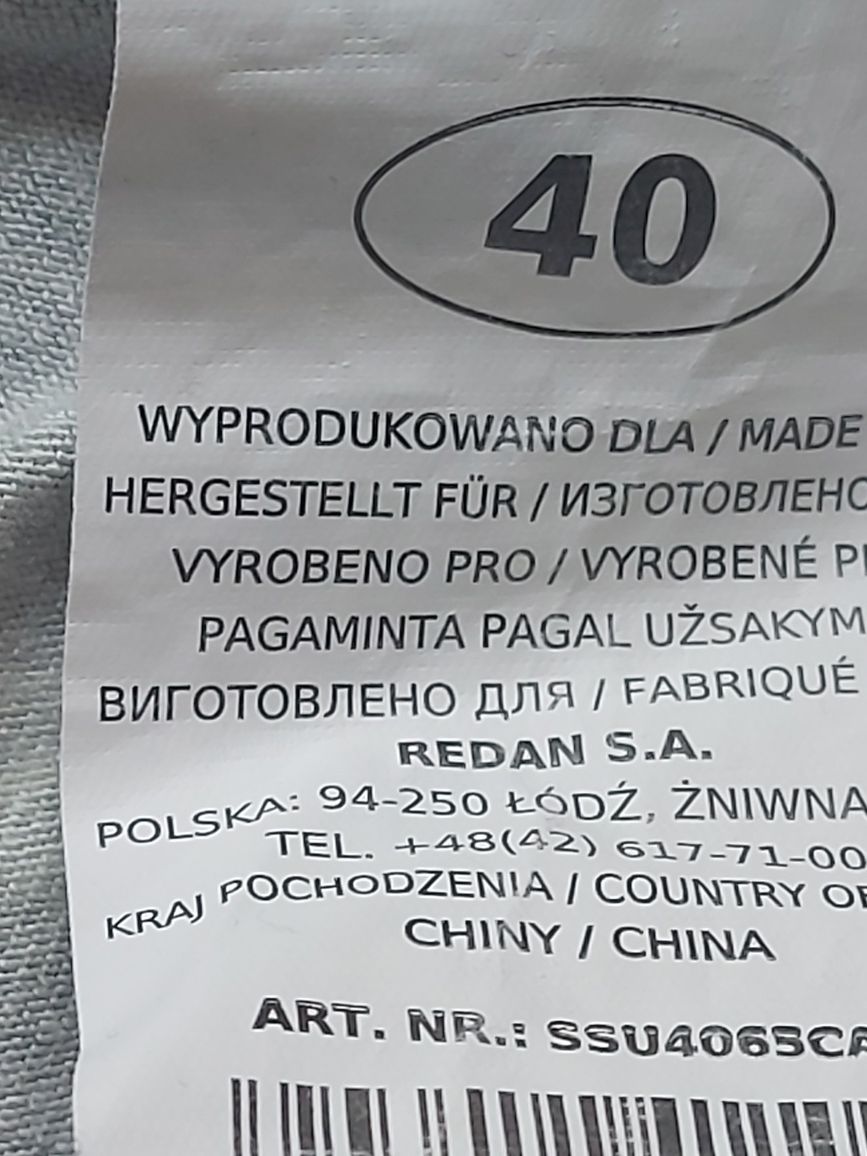 40
WYPRODUKOWANO DLA / MADE
HERGESTELLT FÜR / ИЗГОТОВЛЕНО
VYROBENO PRO / VYROBENÉ
PAGAMINTA PAGAL UŽSAKYM
ВИГОТОВЛЕНО ДЛЯ / FABRIQUÉ
REDAN S.A.
POLSKA: 94-250 ŁÓDŹ, ŻNIWNA
TEL. +48(42) 617-71-00
KRAJ POCHODZENIA / COUNTRY OF
CHINY / CHINA
ART. NR.: SSU4065CA